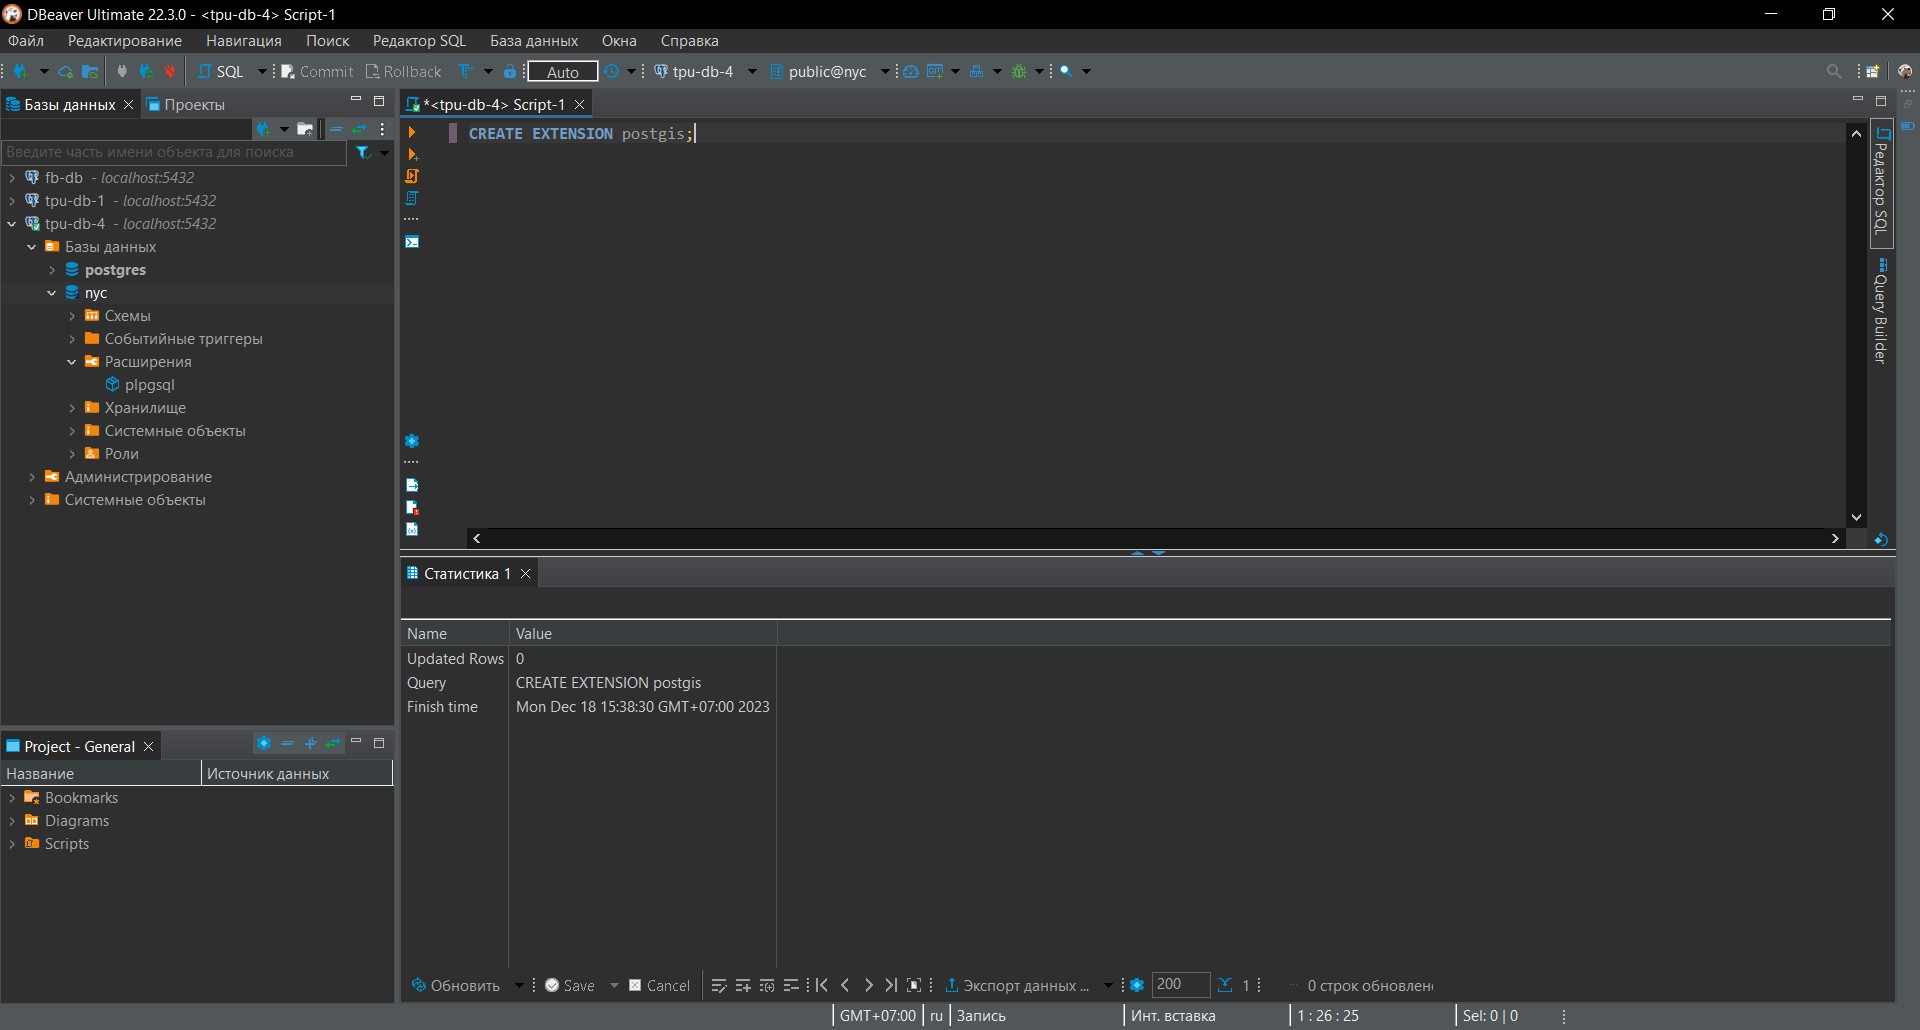 DBeaver Ultimate 22.3.0 - <tpu-db-4> Script-1
Файл Редактирование Навигация Поиск Редактор SQL База данных Окна Справка
SQL Commit Rollback Auto tpu-db-4 public@nyc
Базы данных Проекты
Введите часть имени объекта для поиска
fb-db - localhost:5432
tpu-db-1 - localhost:5432
tpu-db-4 - localhost:5432
Базы данных
postgres
nyc
Схемы
Событийные триггеры
Расширения
plpgsql
Хранилище
Системные объекты
Роли
Администрирование
Системные объекты
Project - General
Название Источник данных
Bookmarks
Diagrams
Scripts
*<tpu-db-4> Script-1
CREATE EXTENSION postgis;
Редактор SQL
Query Builder
Статистика 1
Name Value
Updated Rows 0
Query CREATE EXTENSION postgis
Finish time Mon Dec 18 15:38:30 GMT+07:00 2023
Обновить Save Cancel Экспорт данных ... 200 1 0 строк обновлен
GMT+07:00 ru Запись Инт. вставка 1 : 26 : 25 Sel: 0 | 0